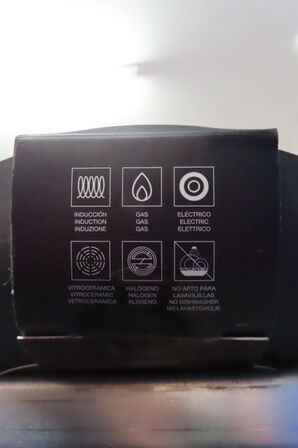 INDUCCIÓN
INDUCTION
INDUZIONE
GAS
GAS
GAS
ELÉCTRICO
ELECTRIC
ELETTRICO
VITROCERAMICA
VITROCERAMIC
VETROCERAMICA
HALÓGENO
HALOGEN
ALOGENO
NO APTO PARA
LAVAVAJILLAS
NO DISHWASHER
NO LAVASTOVIGLIE